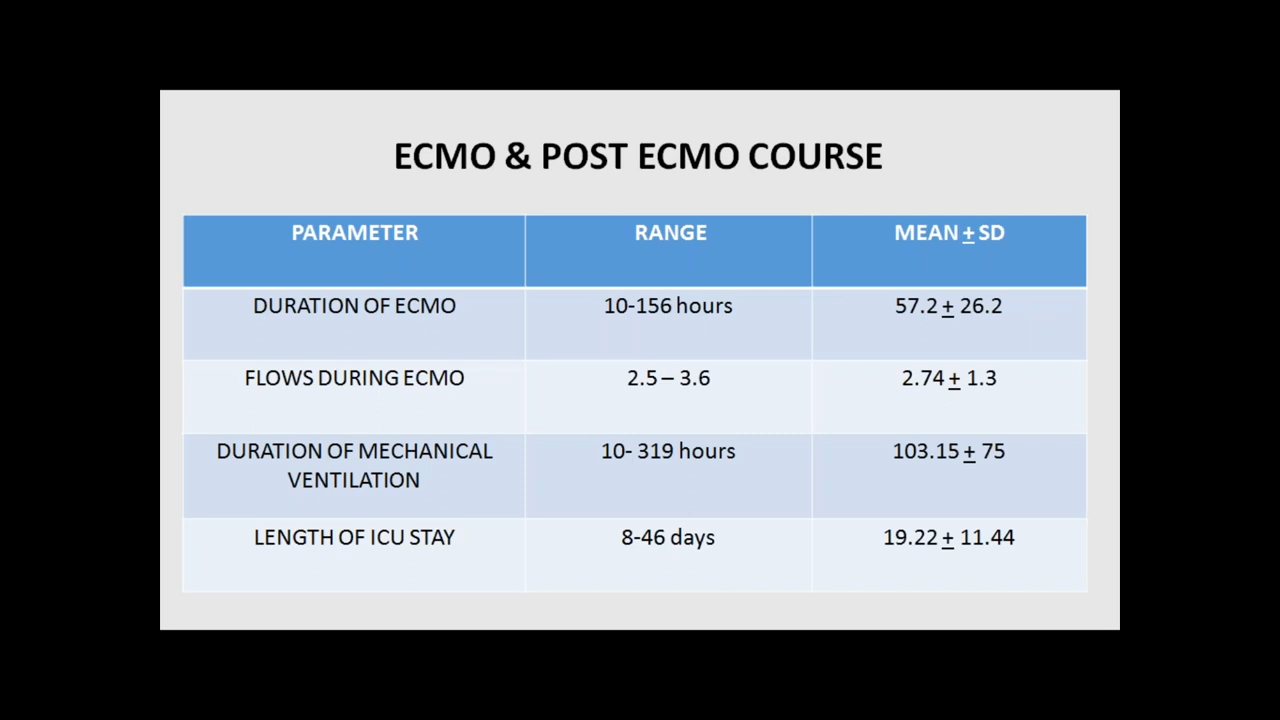 ECMO & POST ECMO COURSE
PARAMETER RANGE MEAN ± SD
DURATION OF ECMO 10-156 hours 57.2 ± 26.2
FLOWS DURING ECMO 2.5 – 3.6 2.74 ± 1.3
DURATION OF MECHANICAL VENTILATION 10- 319 hours 103.15 ± 75
LENGTH OF ICU STAY 8-46 days 19.22 ± 11.44